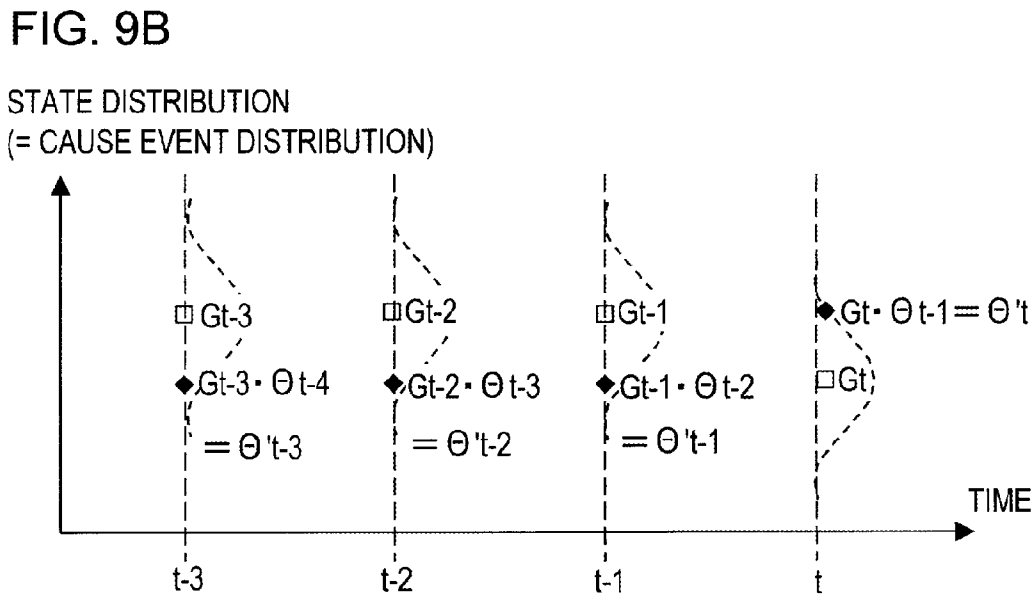 FIG. 9B
STATE DISTRIBUTION
(= CAUSE EVENT DISTRIBUTION)
Gt-3
Gt-2
Gt-1
Gt・Θt-1=Θ't
Gt-3・Θt-4
=Θ't-3
Gt-2・Θt-3
=Θ't-2
Gt-1・Θt-2
=Θ't-1
Gt
TIME
t-3
t-2
t-1
t